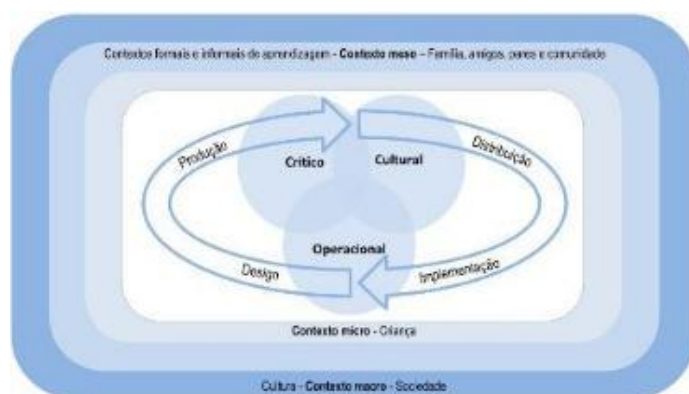 Contextos formais e informais de aprendizagem - Contexto meso – Família, amigos, pares e comunidade
Produção
Distribuição
Crítico
Cultural
Operacional
Design
Implementação
Contexto micro - Criança
Cultura - Contexto macro - Sociedade